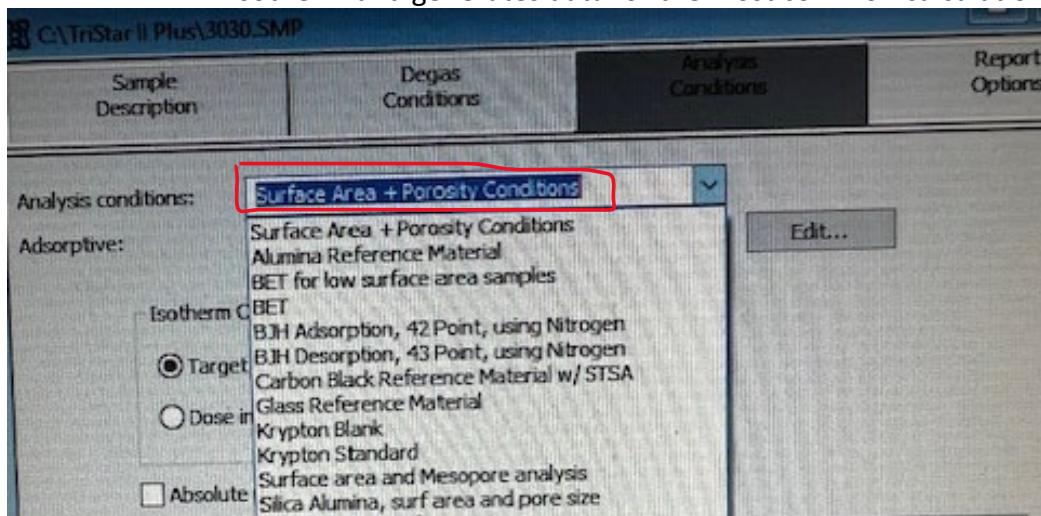 C:\TriStar II Plus\3030.SMP
Sample
Description
Degas
Conditions
Analysis
Conditions
Report
Options
Analysis conditions:
Surface Area + Porosity Conditions
Adsorptive:
Edit...
Surface Area + Porosity Conditions
Alumina Reference Material
BET for low surface area samples
BET
BJH Adsorption, 42 Point, using Nitrogen
BJH Desorption, 43 Point, using Nitrogen
Carbon Black Reference Material w/ STSA
Glass Reference Material
Krypton Blank
Krypton Standard
Surface area and Mesopore analysis
Silica Alumina, surf area and pore size
Isotherm C
Target
Dose in
Absolute